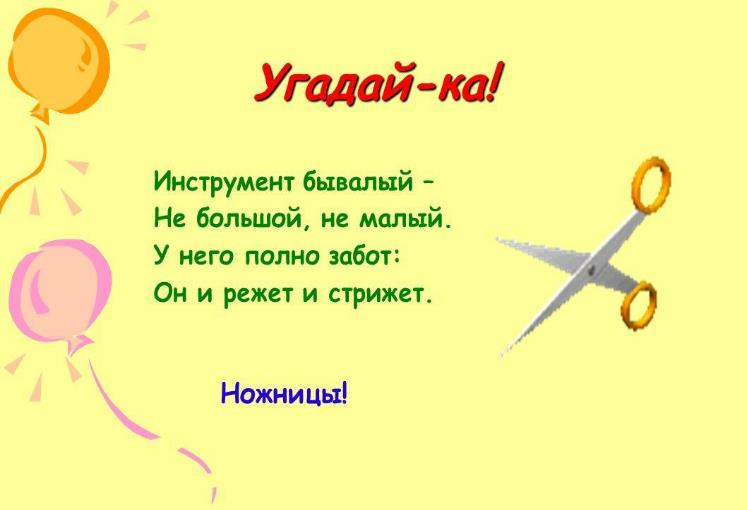 Угадай-ка!
Инструмент бывалый –
Не большой, не малый.
У него полно забот:
Он и режет и стрижет.
Ножницы!